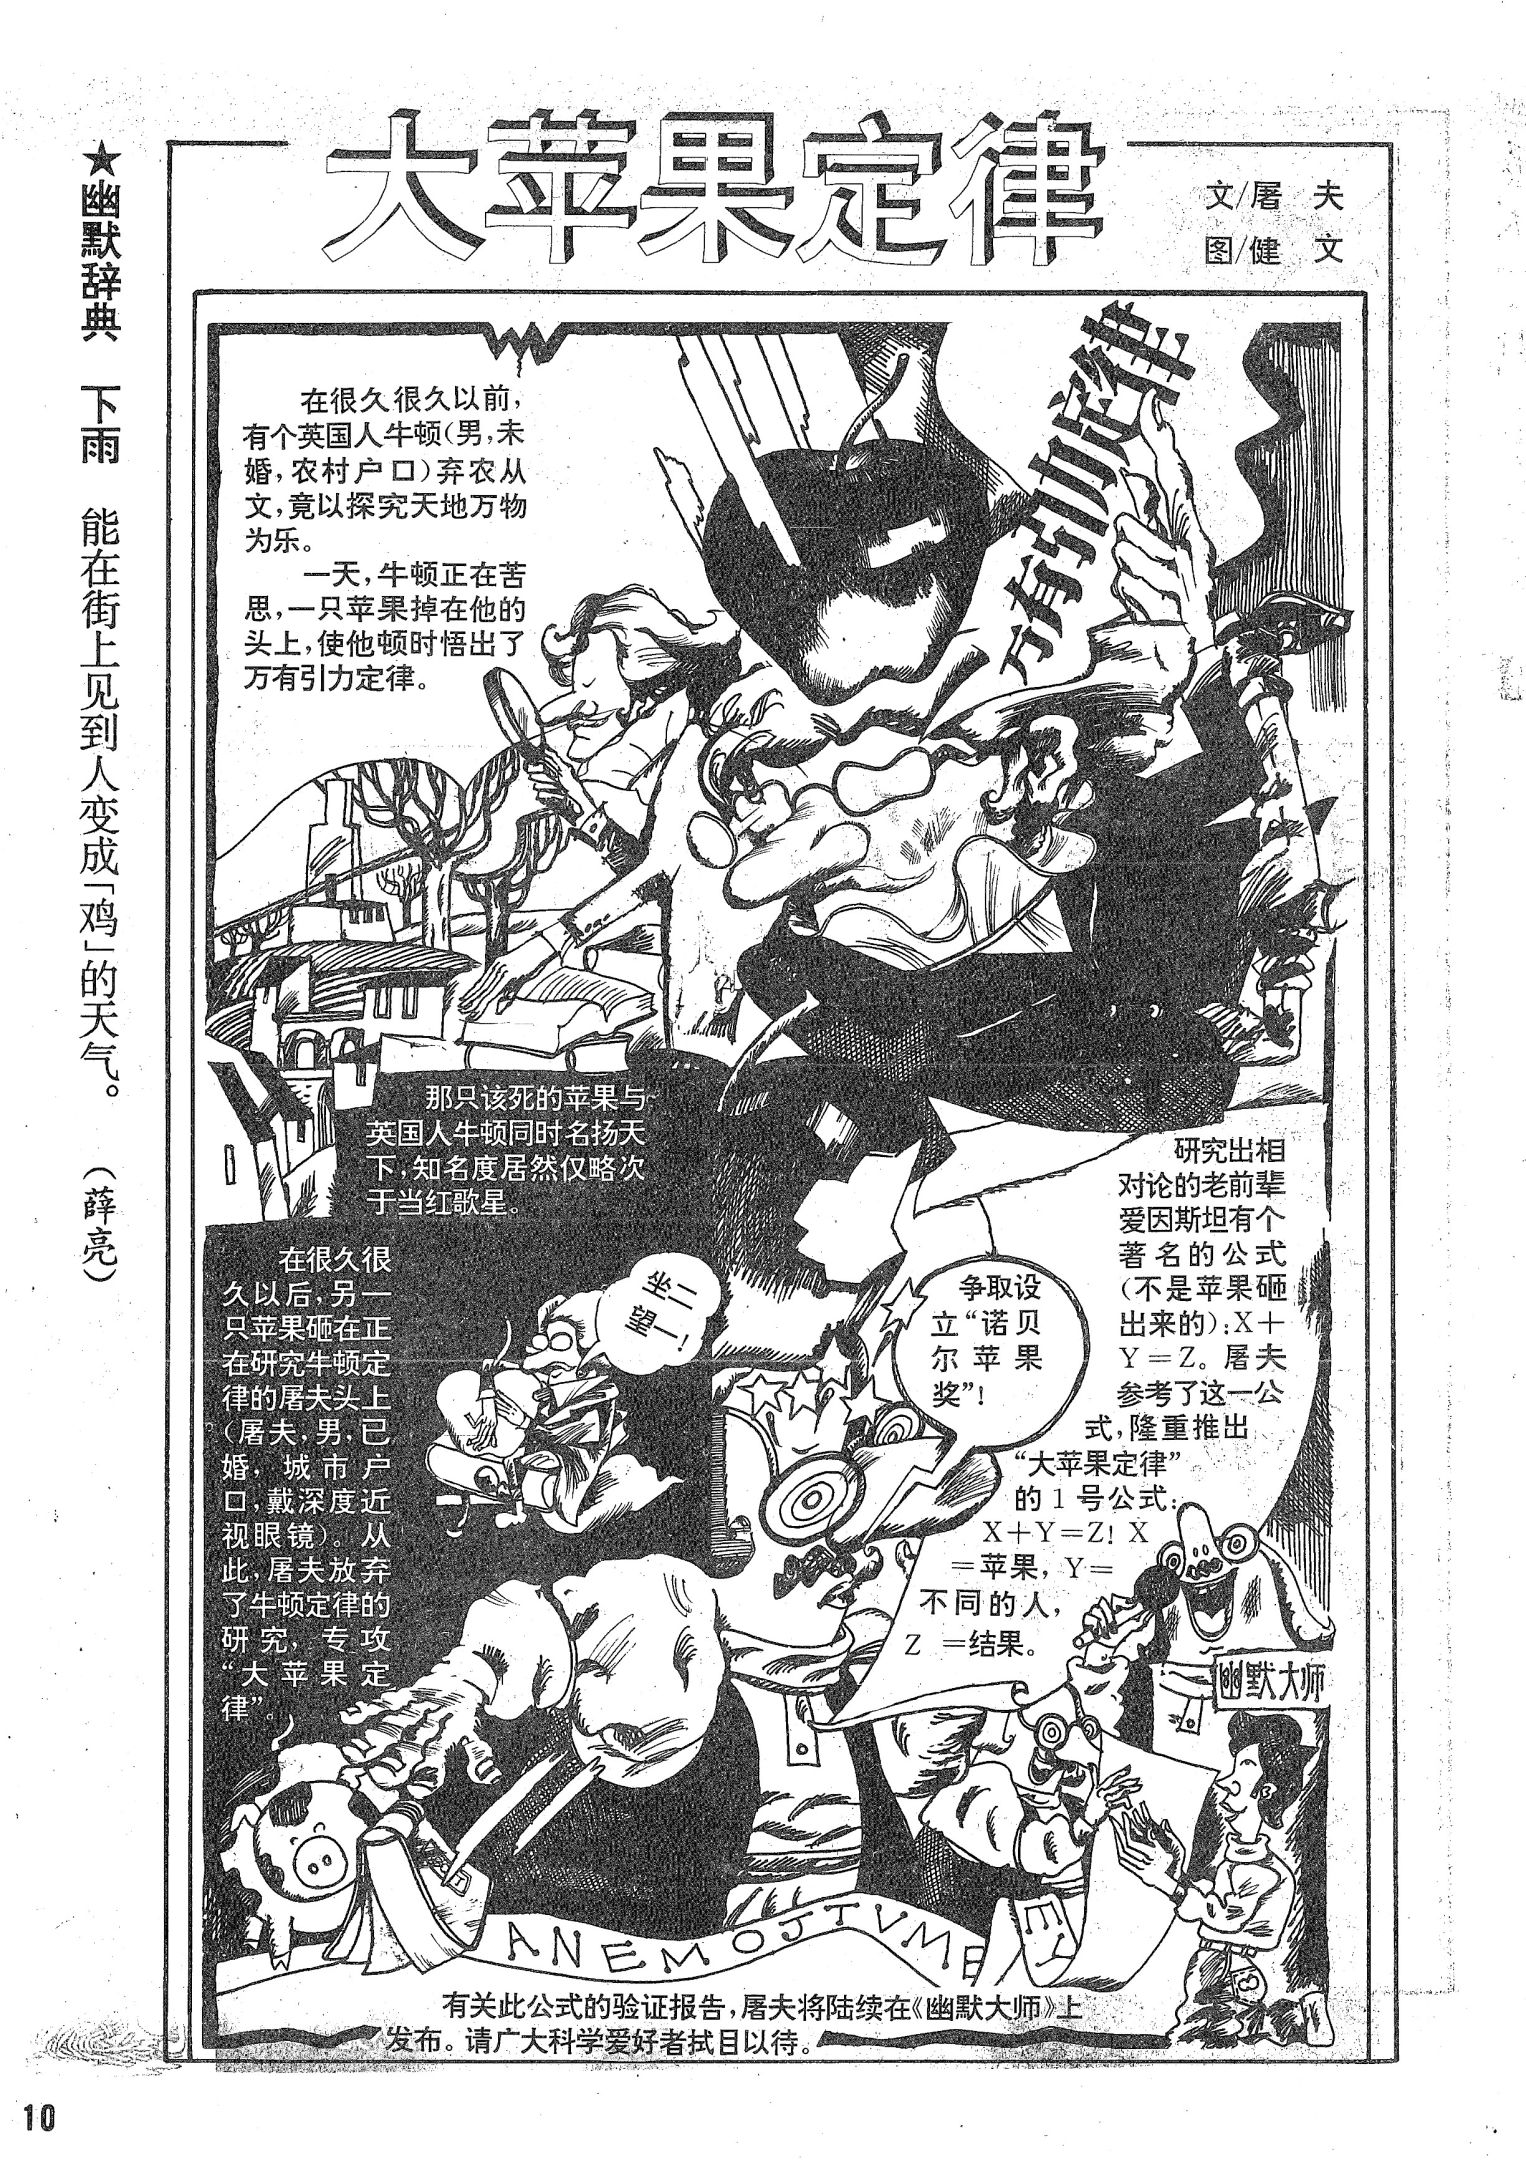 大苹果定律
文/屠　夫
图/健　文
★幽默辞典　下雨　能在街上见到人变成「鸡」的天气。　（薛亮）
在很久很久以前，
有个英国人牛顿（男，未
婚，农村户口）弃农从
文，竟以探究天地万物
为乐。
一天，牛顿正在苦
思，一只苹果掉在他的
头上，使他顿时悟出了
万有引力定律。
万有引力定律
那只该死的苹果与
英国人牛顿同时名扬天
下，知名度居然仅略次
于当红歌星。
在很久很
久以后，另一
只苹果砸在正
在研究牛顿定
律的屠夫头上
（屠夫，男，已
婚，城市户
口，戴深度近
视眼镜）。从
此，屠夫放弃
了牛顿定律的
研究，专攻
“大苹果定
律”。
坐二
望一！
争取设
立“诺贝
尔苹果
奖”！
研究出相
对论的老前辈
爱因斯坦有个
著名的公式
（不是苹果砸
出来的）：X＋
Y＝Z。屠夫
参考了这一公
式，隆重推出
“大苹果定律”
的1号公式：
X＋Y＝Z！X
＝苹果，Y＝
不同的人，
Z＝结果。
幽默大师
ANEMOJTVME
有关此公式的验证报告，屠夫将陆续在《幽默大师》上
发布。请广大科学爱好者拭目以待。
10